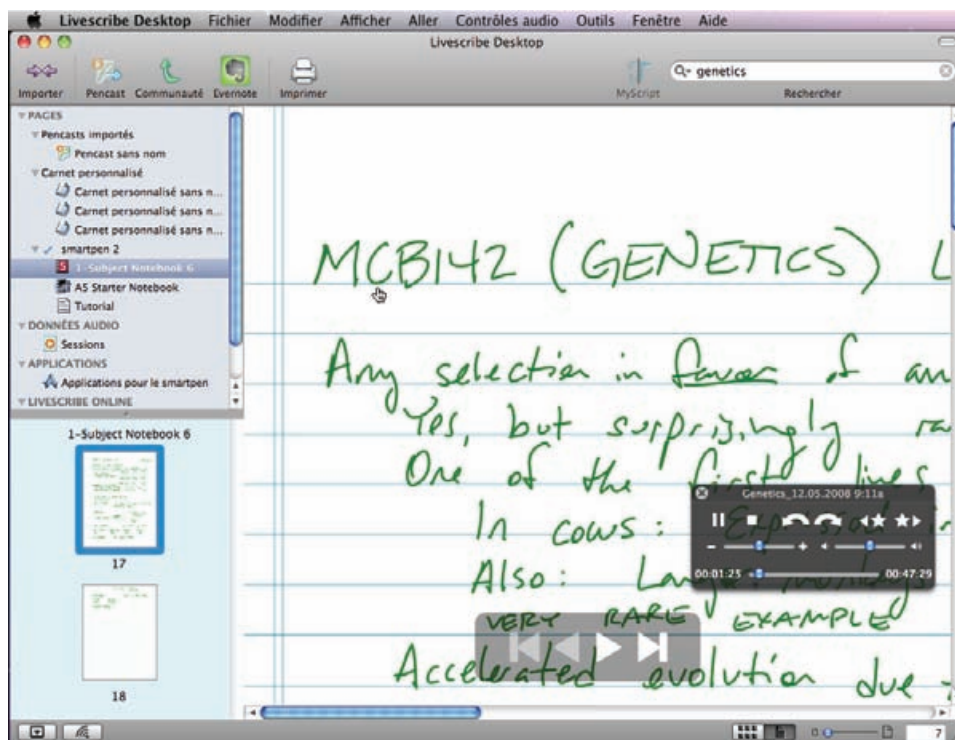 Livescribe Desktop Fichier Modifier Afficher Aller Contrôles audio Outils Fenêtre Aide
Livescribe Desktop
Importer Pencast Communauté Evernote Imprimer MyScript
genetics
Rechercher
PAGES
Pencasts importés
Pencast sans nom
Carnet personnalisé
Carnet personnalisé sans n...
Carnet personnalisé sans n...
Carnet personnalisé sans n...
smartpen 2
1-Subject Notebook 6
A5 Starter Notebook
Tutorial
DONNÉES AUDIO
Sessions
APPLICATIONS
Applications pour le smartpen
LIVESCRIBE ONLINE
1-Subject Notebook 6
17
18
MCB142 (GENETICS) L
Any selection in favor of an
Yes, but surprisingly ra
One of the first lines
In cows:
Also:
VERY RARE EXAMPLE
Accelerated evolution due
Genetics_12.05.2008 9:11a
00:01:25 00:47:29
7